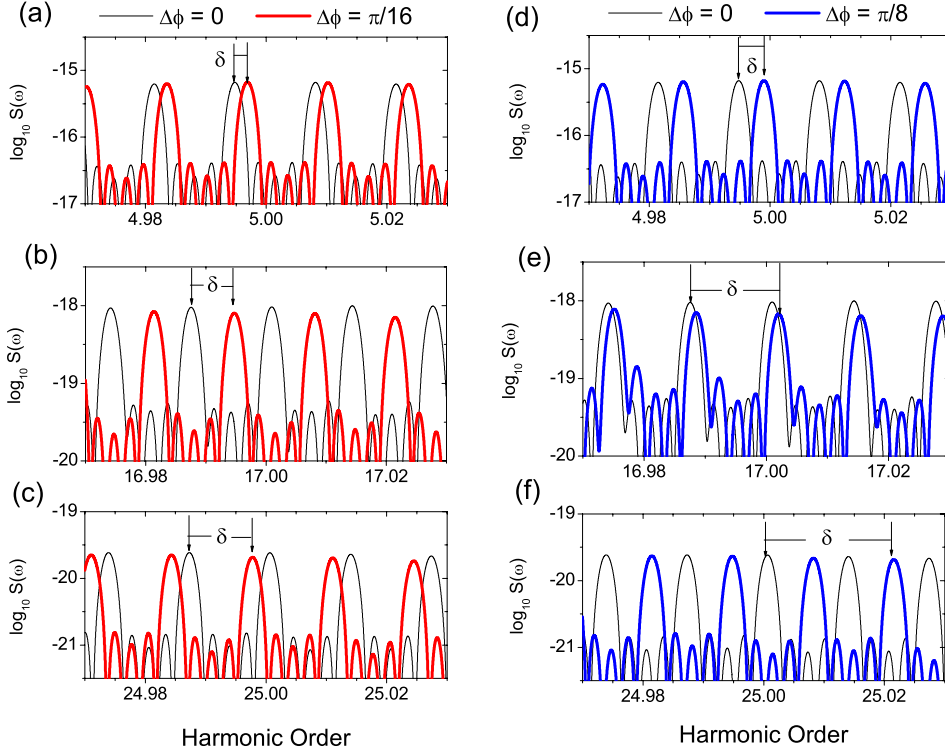 (a) Δϕ = 0 Δϕ = π/16
δ
log₁₀ S(ω)
-15
-16
-17
4.98 5.00 5.02
(b)
δ
log₁₀ S(ω)
-18
-19
-20
16.98 17.00 17.02
(c)
δ
log₁₀ S(ω)
-19
-20
-21
24.98 25.00 25.02
Harmonic Order
(d) Δϕ = 0 Δϕ = π/8
δ
log₁₀ S(ω)
-15
-16
-17
4.98 5.00 5.02
(e)
δ
log₁₀ S(ω)
-18
-19
-20
16.98 17.00 17.02
(f)
δ
log₁₀ S(ω)
-19
-20
-21
24.98 25.00 25.02
Harmonic Order